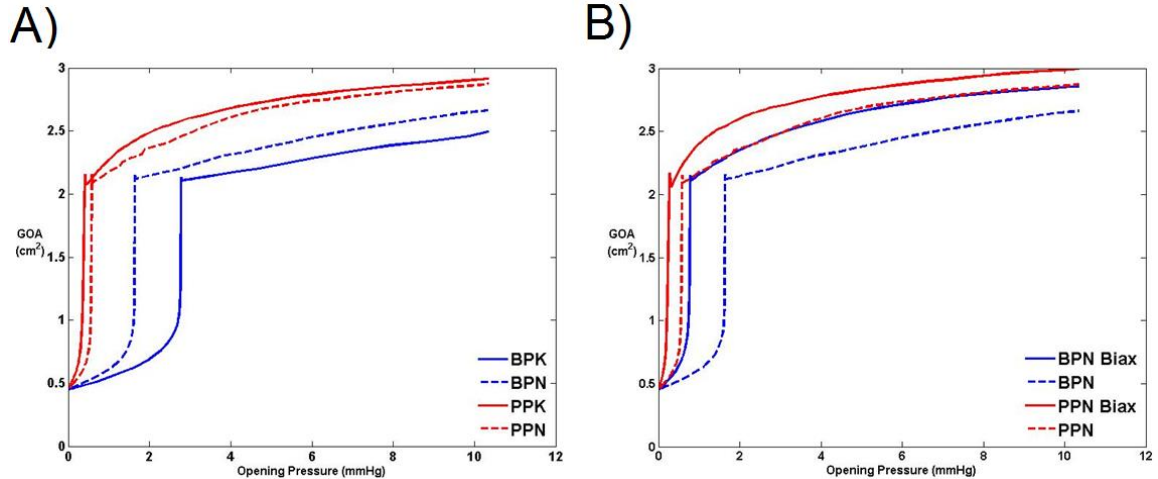 A)
3
2.5
2
GOA
(cm2)
1.5
1
0.5
0
0 2 4 6 8 10 12
Opening Pressure (mmHg)
BPK
BPN
PPK
PPN
B)
3
2.5
2
GOA
(cm2)
1.5
1
0.5
0
0 2 4 6 8 10 12
Opening Pressure (mmHg)
BPN Biax
BPN
PPN Biax
PPN